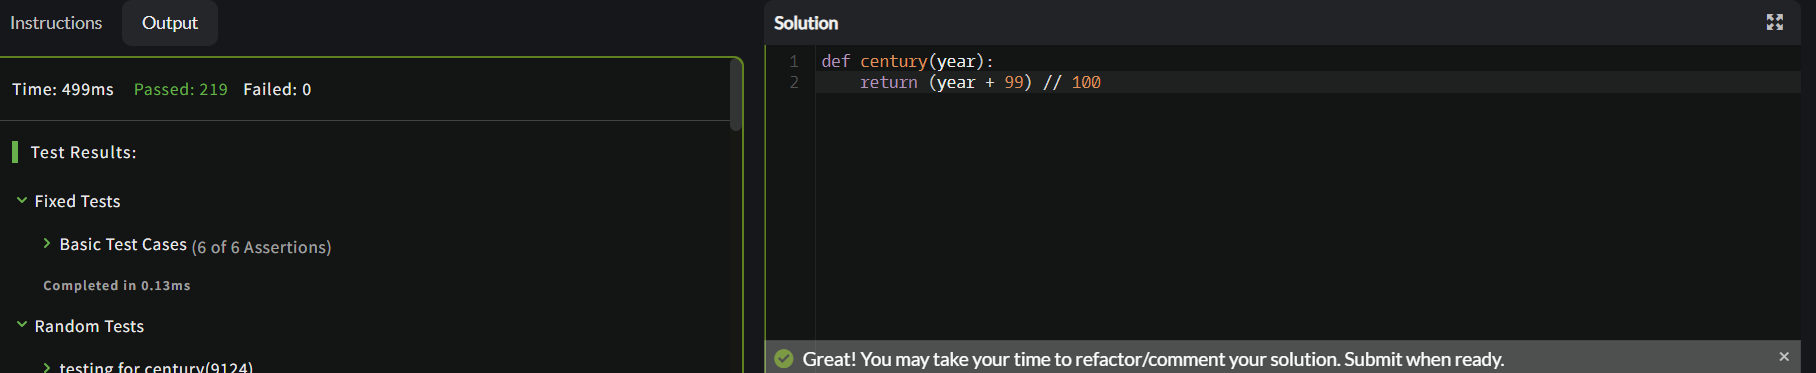 Instructions Output
Time: 499ms Passed: 219 Failed: 0
Test Results:
Fixed Tests
Basic Test Cases (6 of 6 Assertions)
Completed in 0.13ms
Random Tests
testing for century(9124)
Solution
1 def century(year):
2     return (year + 99) // 100
Great! You may take your time to refactor/comment your solution. Submit when ready.